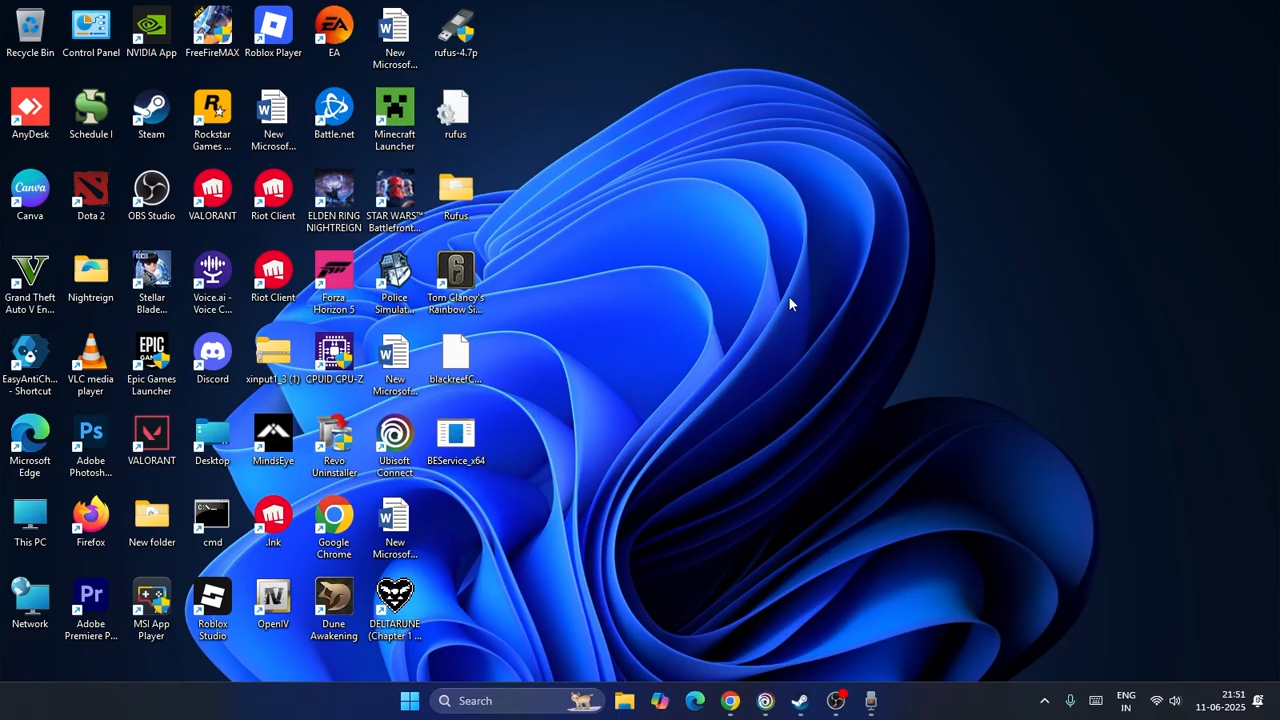 Recycle Bin
Control Panel
NVIDIA App
FreeFireMAX
Roblox Player
EA
New
Microsof...
rufus-4.7p
AnyDesk
Schedule I
Steam
Rockstar
Games ...
New
Microsof...
Battle.net
Minecraft
Launcher
rufus
Canva
Canva
Dota 2
OBS Studio
VALORANT
Riot Client
ELDEN RING
NIGHTREIGN
STAR WARS™
Battlefront...
Rufus
Grand Theft
Auto V En...
Nightreign
Stellar
Blade...
Voice.ai -
Voice C...
Riot Client
Forza
Horizon 5
Police
Simulat...
6
Tom Clancy's
Rainbow Si...
EasyAntiCh...
- Shortcut
VLC media
player
EPIC
Epic Games
Launcher
Discord
xinput1_3 (1)
CPUID CPU-Z
New
Microsof...
blackreefC...
Microsoft
Edge
Ps
Adobe
Photosh...
VALORANT
Desktop
MindsEye
Revo
Uninstaller
Ubisoft
Connect
BEService_x64
This PC
Firefox
New folder
cmd
.lnk
Google
Chrome
New
Microsof...
Network
Pr
Adobe
Premiere P...
MSI App
Player
Roblox
Studio
IV
OpenIV
Dune
Awakening
DELTARUNE
(Chapter 1 ...
Search
ENG
IN
21:51
11-06-2025